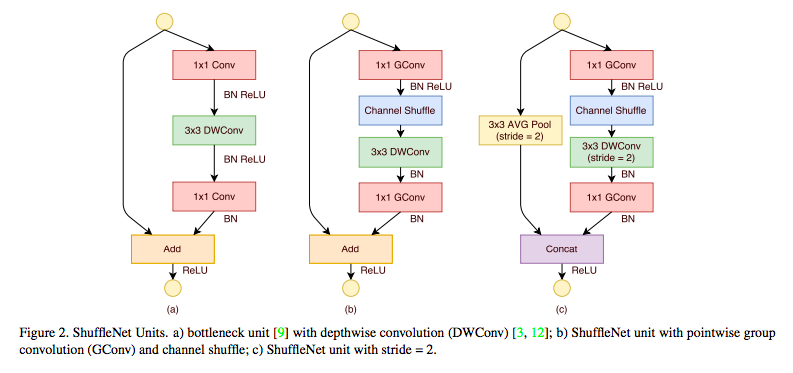 1x1 Conv
BN ReLU
3x3 DWConv
BN ReLU
1x1 Conv
BN
Add
ReLU
(a)
1x1 GConv
BN ReLU
Channel Shuffle
3x3 DWConv
BN
1x1 GConv
BN
Add
ReLU
(b)
3x3 AVG Pool
(stride = 2)
1x1 GConv
BN ReLU
Channel Shuffle
3x3 DWConv
(stride = 2)
BN
1x1 GConv
BN
Concat
ReLU
(c)
Figure 2. ShuffleNet Units. a) bottleneck unit [9] with depthwise convolution (DWConv) [3, 12]; b) ShuffleNet unit with pointwise group
convolution (GConv) and channel shuffle; c) ShuffleNet unit with stride = 2.